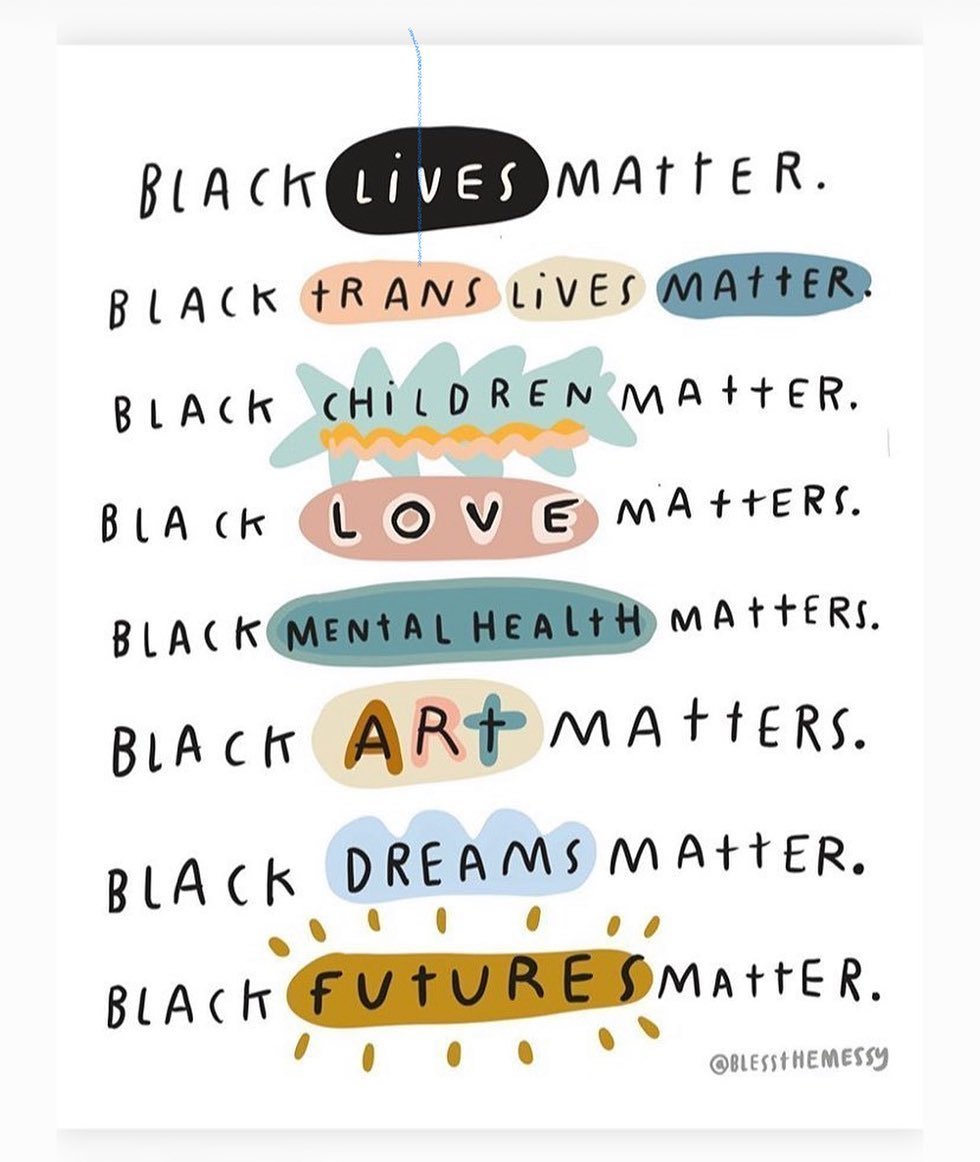 BLACK LiVES MATTER.
BLACK TRANS LiVES MATTER.
BLACK CHiLDREN MATTER.
BLACK LOVE MATTERS.
BLACK MENTAL HEALTH MATTERS.
BLACK ART MATTERS.
BLACK DREAMS MATTER.
BLACK FUTURES MATTER.
@BLESSTHEMESSY